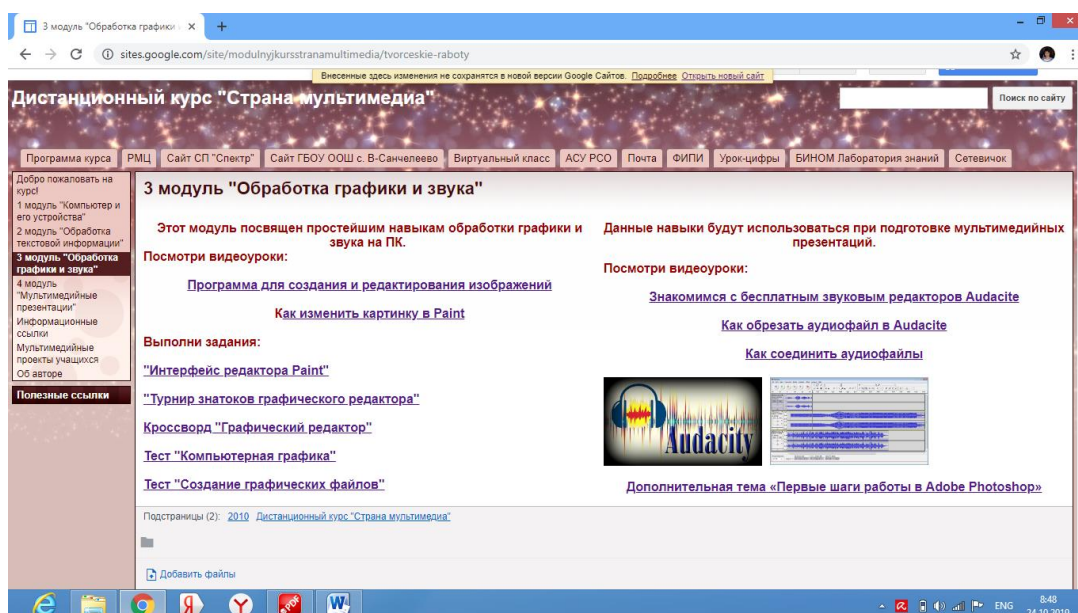 3 модуль "Обработка графики
sites.google.com/site/modulnyjkursstranamultimedia/tvorceskie-raboty
Внесенные здесь изменения не сохранятся в новой версии Google Сайтов. Подробнее Открыть новый сайт
Дистанционный курс "Страна мультимедиа"
Поиск по сайту
Программа курса РМЦ Сайт СП "Спектр" Сайт ГБОУ ООШ с. В-Санчелеево Виртуальный класс АСУ РСО Почта ФИПИ Урок-цифры БИНОМ Лаборатория знаний Сетевичок
Добро пожаловать на
курс!
1 модуль "Компьютер и
его устройства"
2 модуль "Обработка
текстовой информации"
3 модуль "Обработка
графики и звука"
4 модуль
"Мультимедийные
презентации"
Информационные
ссылки
Мультимедийные
проекты учащихся
Об авторе
Полезные ссылки
3 модуль "Обработка графики и звука"
Этот модуль посвящен простейшим навыкам обработки графики и
звука на ПК.
Посмотри видеоуроки:
Программа для создания и редактирования изображений
Как изменить картинку в Paint
Выполни задания:
"Интерфейс редактора Paint"
"Турнир знатоков графического редактора"
Кроссворд "Графический редактор"
Тест "Компьютерная графика"
Тест "Создание графических файлов"
Данные навыки будут использоваться при подготовке мультимедийных
презентаций.
Посмотри видеоуроки:
Знакомимся с бесплатным звуковым редакторов Audacite
Как обрезать аудиофайл в Audacite
Как соединить аудиофайлы
Audacity
Дополнительная тема «Первые шаги работы в Adobe Photoshop»
Подстраницы (2): 2010 Дистанционный курс "Страна мультимедиа"
Добавить файлы
ENG
8:48
24.10.2019